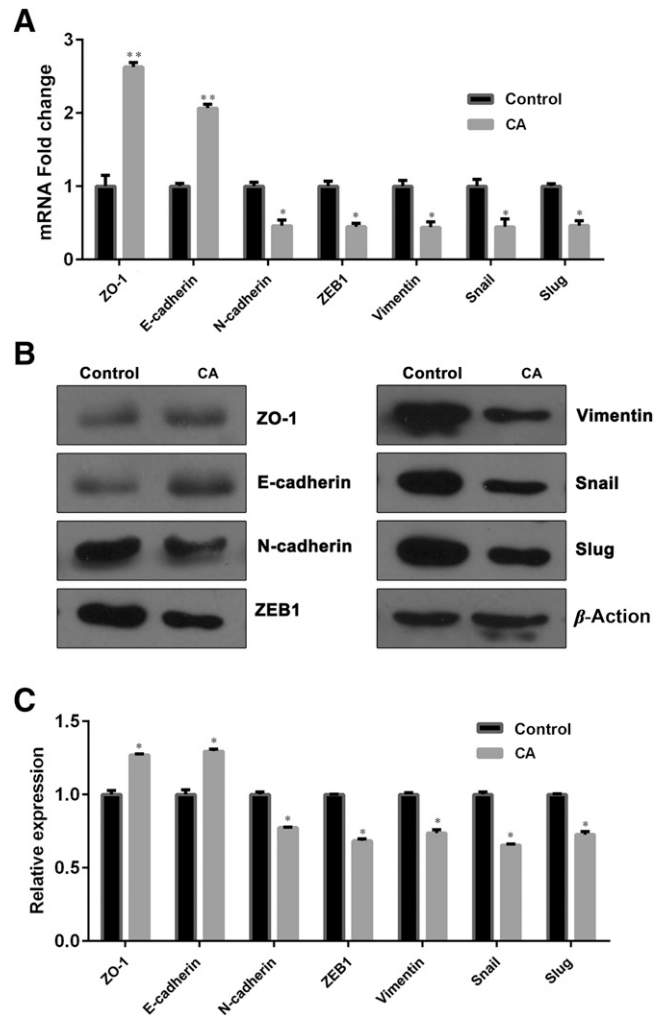 A
mRNA Fold change
3
2
1
0
**
**
*
*
*
*
*
Control
CA
ZO-1
E-cadherin
N-cadherin
ZEB1
Vimentin
Snail
Slug
B
Control CA
ZO-1
E-cadherin
N-cadherin
ZEB1
Control CA
Vimentin
Snail
Slug
β-Action
C
Relative expression
1.5
1.0
0.5
0.0
*
*
*
*
*
*
*
Control
CA
ZO-1
E-cadherin
N-cadherin
ZEB1
Vimentin
Snail
Slug